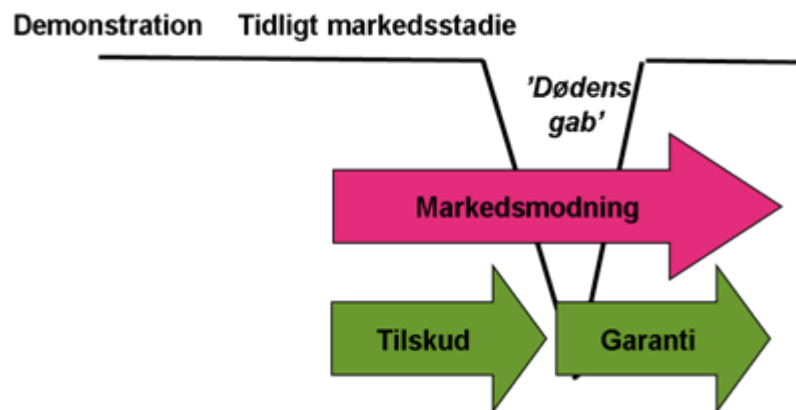 Demonstration Tidligt markedsstadie
'Dødens
gab'
Markedsmodning
Tilskud Garanti